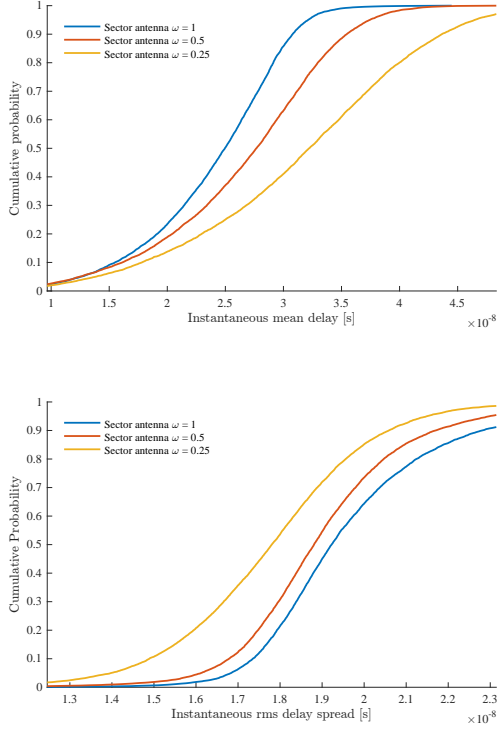 1
0.9
0.8
0.7
0.6
0.5
0.4
0.3
0.2
0.1
0
Cumulative probability
Sector antenna ω = 1
Sector antenna ω = 0.5
Sector antenna ω = 0.25
1 1.5 2 2.5 3 3.5 4 4.5
Instantaneous mean delay [s]
×10-8
1
0.9
0.8
0.7
0.6
0.5
0.4
0.3
0.2
0.1
0
Cumulative Probability
Sector antenna ω = 1
Sector antenna ω = 0.5
Sector antenna ω = 0.25
1.3 1.4 1.5 1.6 1.7 1.8 1.9 2 2.1 2.2 2.3
Instantaneous rms delay spread [s]
×10-8